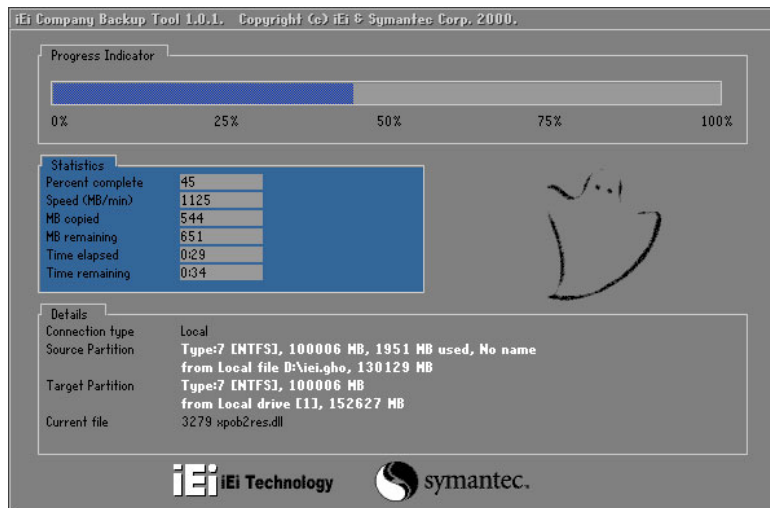 iEi Company Backup Tool 1.0.1. Copyright (c) iEi & Symantec Corp. 2000.
Progress Indicator
0% 25% 50% 75% 100%
Statistics
Percent complete 45
Speed (MB/min) 1125
MB copied 544
MB remaining 651
Time elapsed 0:29
Time remaining 0:34
Details
Connection type Local
Source Partition Type:7 [NTFS], 100006 MB, 1951 MB used, No name
from Local file D:\iei.gho, 130129 MB
Target Partition Type:7 [NTFS], 100006 MB
from Local drive [1], 152627 MB
Current file 3279 xpob2res.dll
iEi iEi Technology symantec.